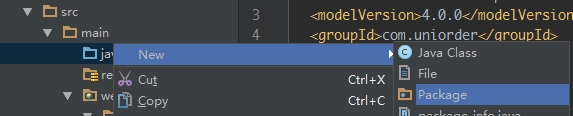 src
3
<modelVersion>4.0.0</modelVersion
main
4
<groupId>com.uniorder</groupId>
jav
New
Java Class
re
Cut
Ctrl+X
File
we
Copy
Ctrl+C
Package
package-info.java